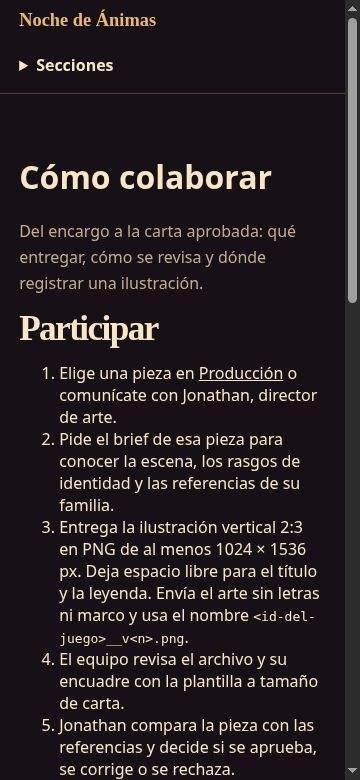 Noche de Ánimas
▶ Secciones
Cómo colaborar
Del encargo a la carta aprobada: qué
entregar, cómo se revisa y dónde
registrar una ilustración.
Participar
1. Elige una pieza en Producción o
comunícate con Jonathan, director
de arte.
2. Pide el brief de esa pieza para
conocer la escena, los rasgos de
identidad y las referencias de su
familia.
3. Entrega la ilustración vertical 2:3
en PNG de al menos 1024 × 1536
px. Deja espacio libre para el título
y la leyenda. Envía el arte sin letras
ni marco y usa el nombre <id-del-
juego>__v<n>.png.
4. El equipo revisa el archivo y su
encuadre con la plantilla a tamaño
de carta.
5. Jonathan compara la pieza con las
referencias y decide si se aprueba,
se corrige o se rechaza.